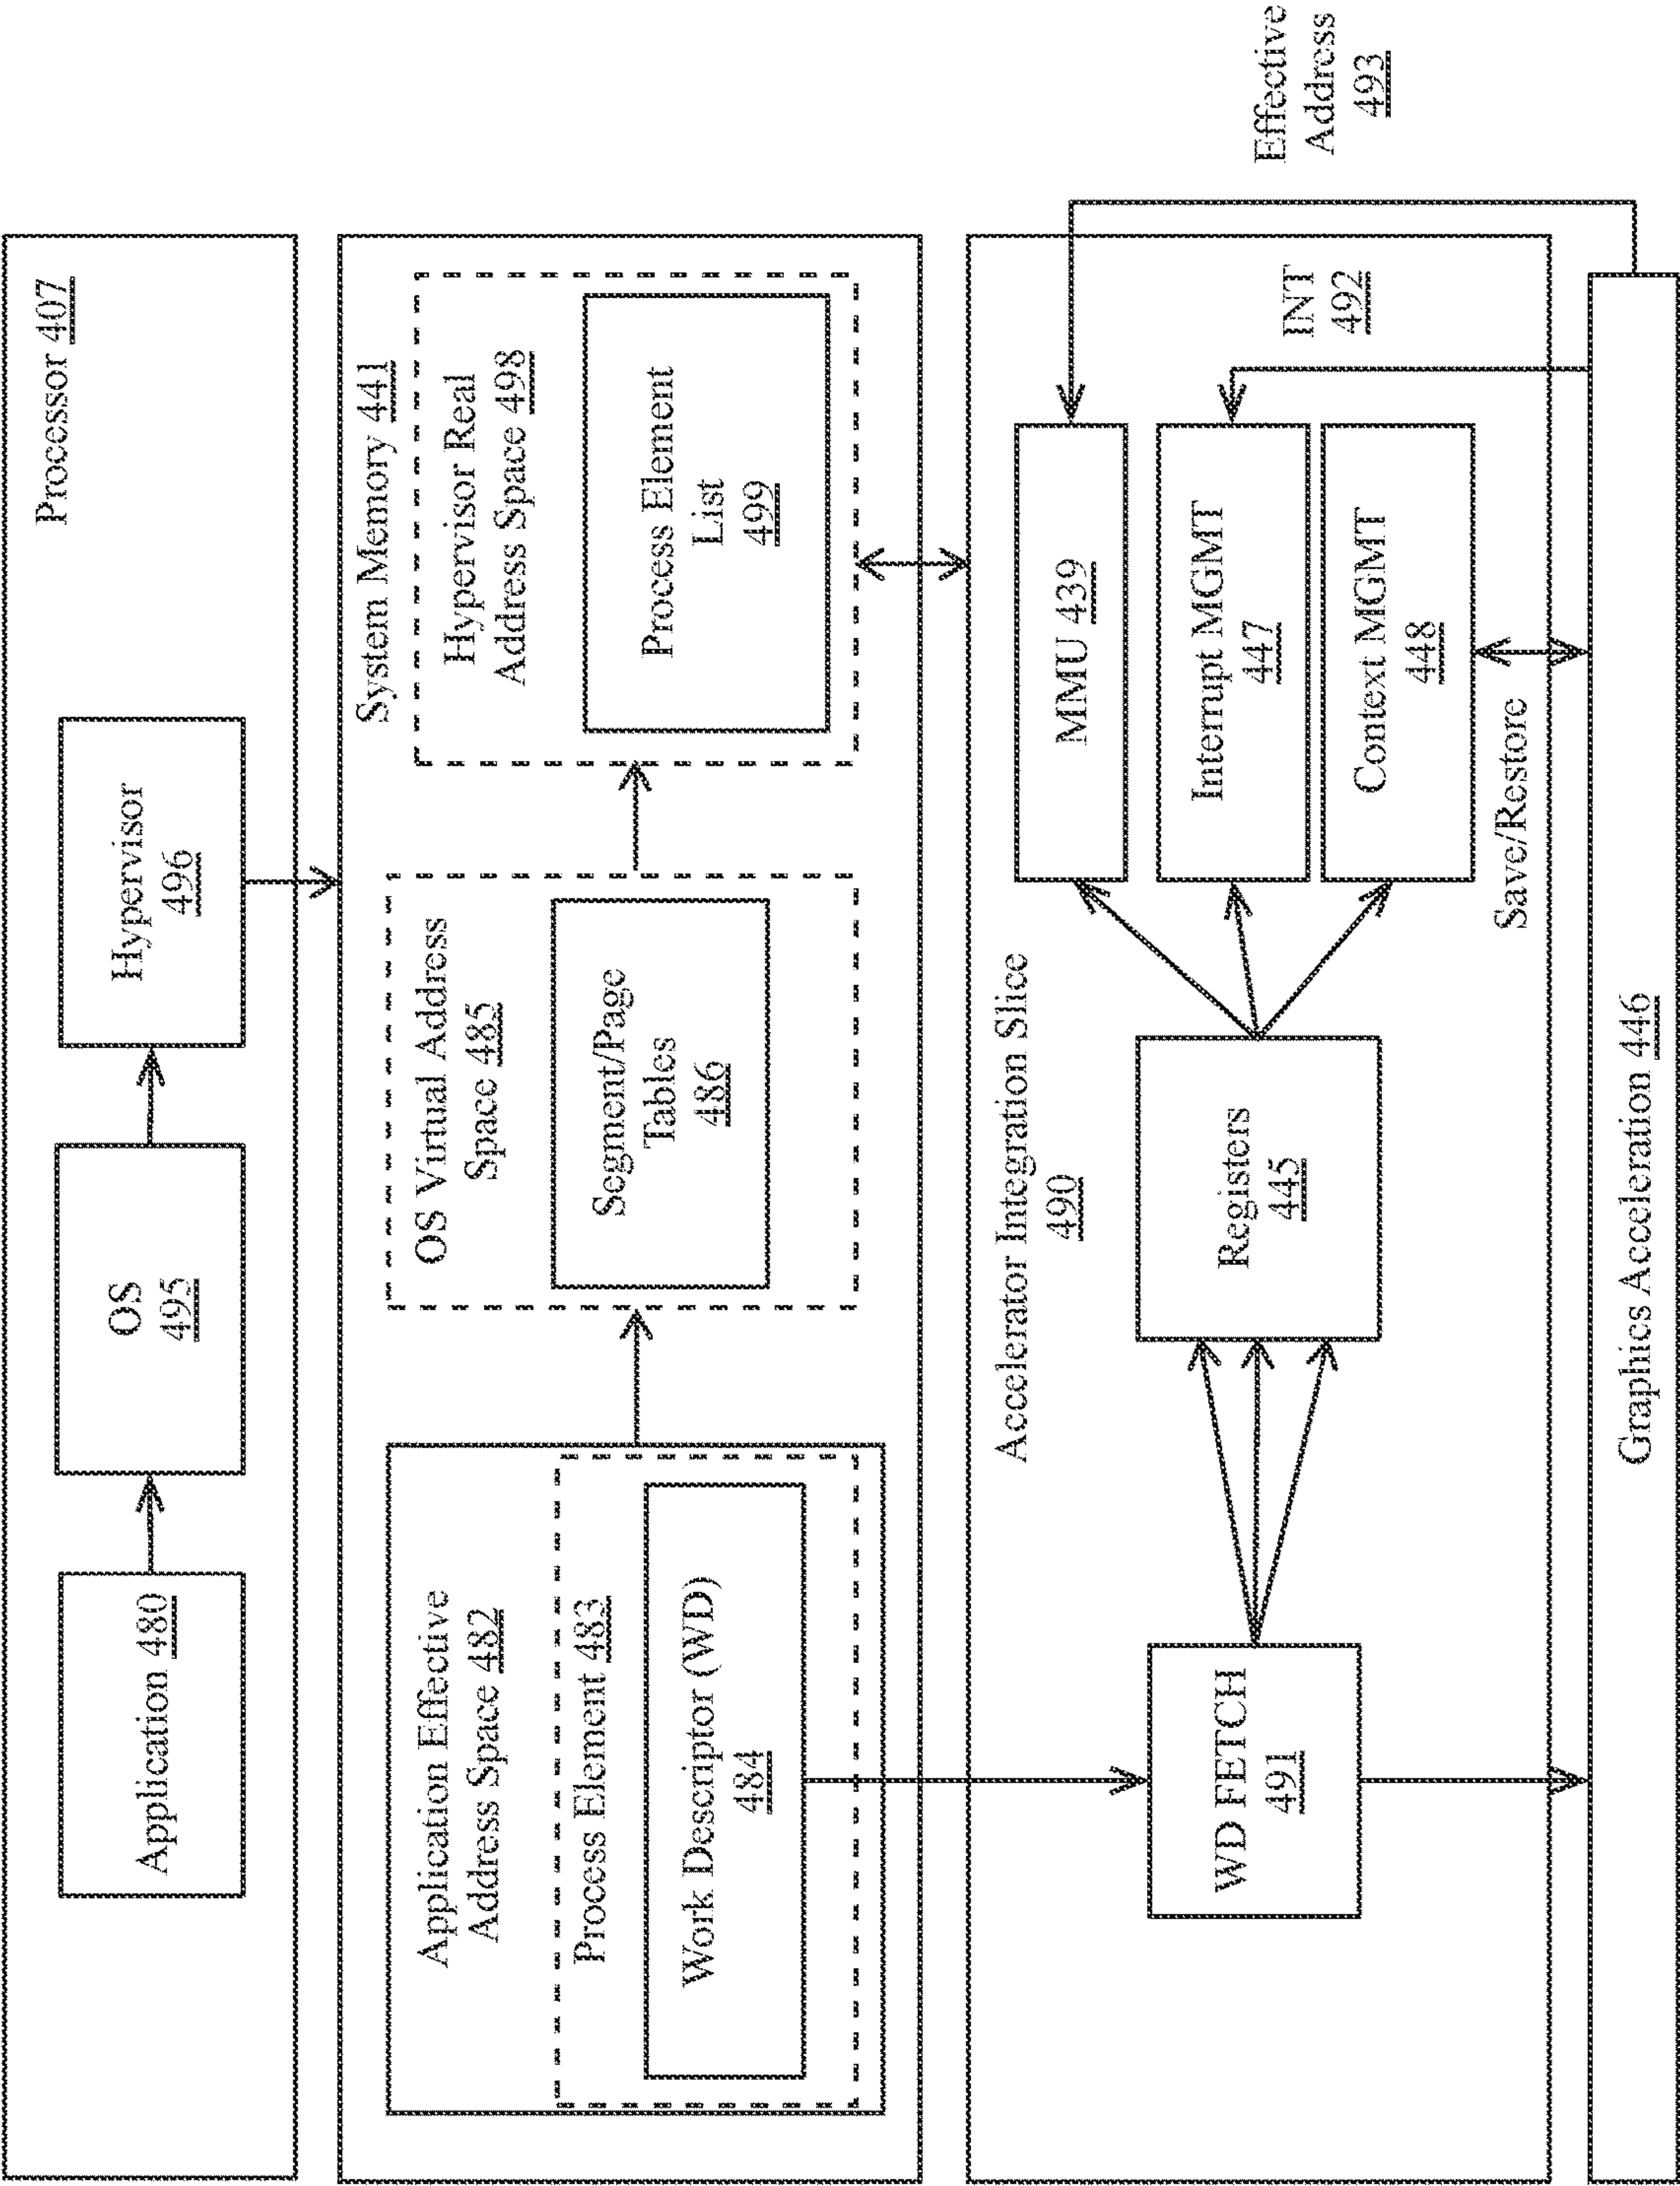 Processor 407
Application 480
OS
495
Hypervisor
496
System Memory 441
Application Effective
Address Space 482
Process Element 483
Work Descriptor (WD)
484
OS Virtual Address
Space 485
Segment/Page
Tables
486
Hypervisor Real
Address Space 498
Process Element
List
499
Accelerator Integration Slice
490
WD FETCH
491
Registers
445
MMU 439
Interrupt MGMT
447
Context MGMT
448
INT
492
Save/Restore
Effective
Address
493
Graphics Acceleration 446